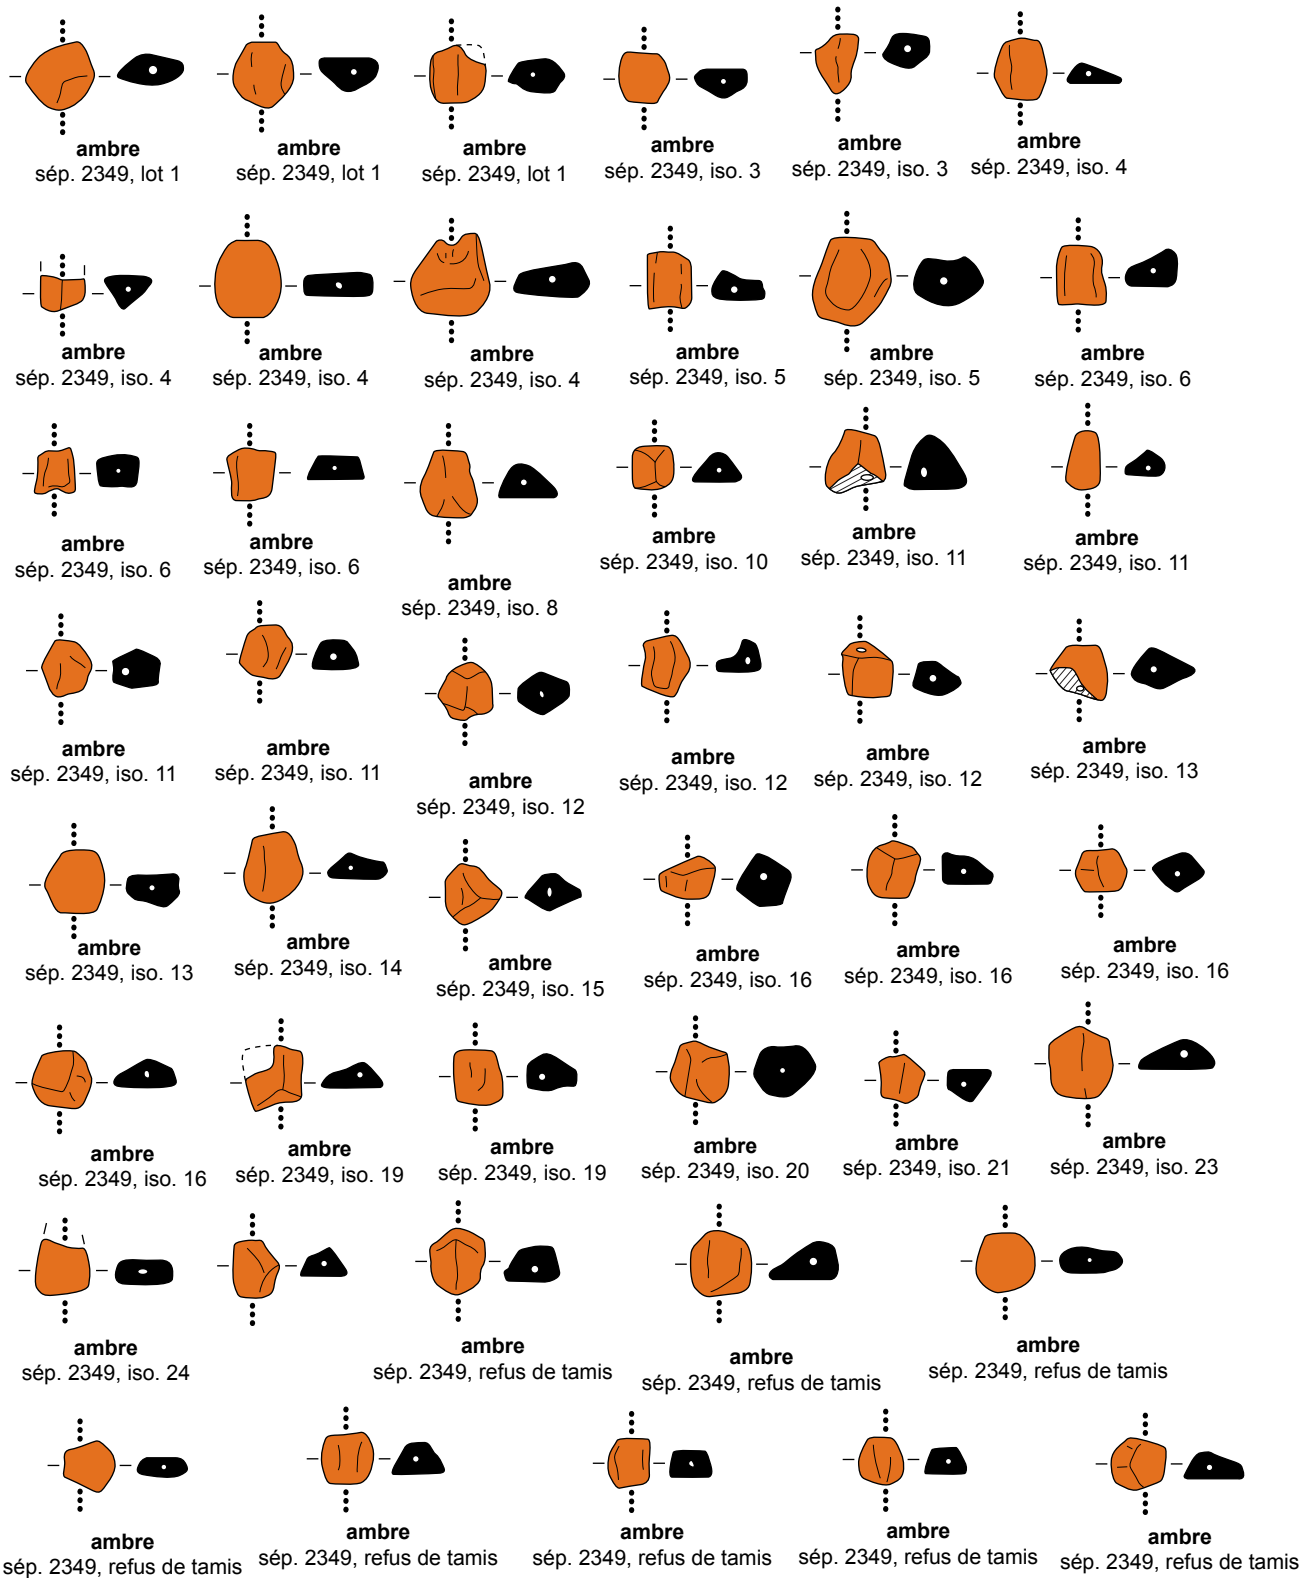 ambre
sép. 2349, lot 1
ambre
sép. 2349, lot 1
ambre
sép. 2349, lot 1
ambre
sép. 2349, iso. 3
ambre
sép. 2349, iso. 3
ambre
sép. 2349, iso. 4
ambre
sép. 2349, iso. 4
ambre
sép. 2349, iso. 4
ambre
sép. 2349, iso. 4
ambre
sép. 2349, iso. 5
ambre
sép. 2349, iso. 5
ambre
sép. 2349, iso. 6
ambre
sép. 2349, iso. 6
ambre
sép. 2349, iso. 6
ambre
sép. 2349, iso. 8
ambre
sép. 2349, iso. 10
ambre
sép. 2349, iso. 11
ambre
sép. 2349, iso. 11
ambre
sép. 2349, iso. 11
ambre
sép. 2349, iso. 11
ambre
sép. 2349, iso. 12
ambre
sép. 2349, iso. 12
ambre
sép. 2349, iso. 12
ambre
sép. 2349, iso. 13
ambre
sép. 2349, iso. 13
ambre
sép. 2349, iso. 14
ambre
sép. 2349, iso. 15
ambre
sép. 2349, iso. 16
ambre
sép. 2349, iso. 16
ambre
sép. 2349, iso. 16
ambre
sép. 2349, iso. 16
ambre
sép. 2349, iso. 19
ambre
sép. 2349, iso. 19
ambre
sép. 2349, iso. 20
ambre
sép. 2349, iso. 21
ambre
sép. 2349, iso. 23
ambre
sép. 2349, iso. 24
ambre
sép. 2349, refus de tamis
ambre
sép. 2349, refus de tamis
ambre
sép. 2349, refus de tamis
ambre
sép. 2349, refus de tamis
ambre
sép. 2349, refus de tamis
ambre
sép. 2349, refus de tamis
ambre
sép. 2349, refus de tamis
ambre
sép. 2349, refus de tamis